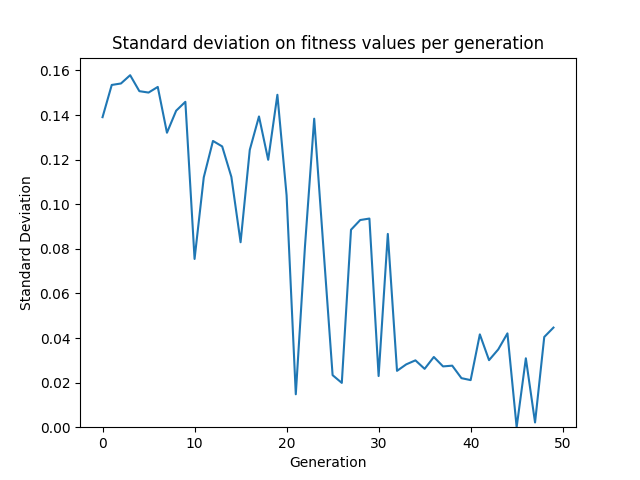 Standard deviation on fitness values per generation
0.16
0.14
0.12
0.10
0.08
0.06
0.04
0.02
0.00
Standard Deviation
0 10 20 30 40 50
Generation